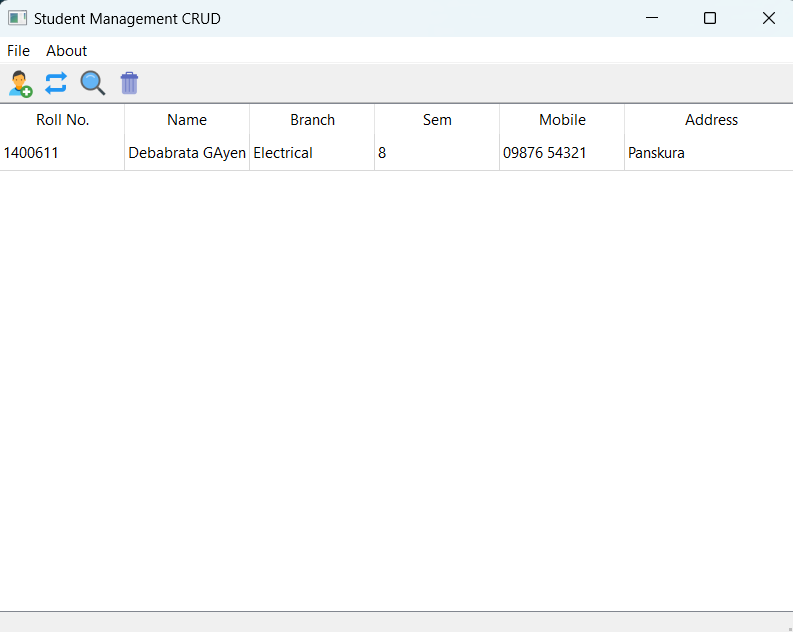 Student Management CRUD
File About
Roll No. Name Branch Sem Mobile Address
1400611 Debabrata GAyen Electrical 8 09876 54321 Panskura